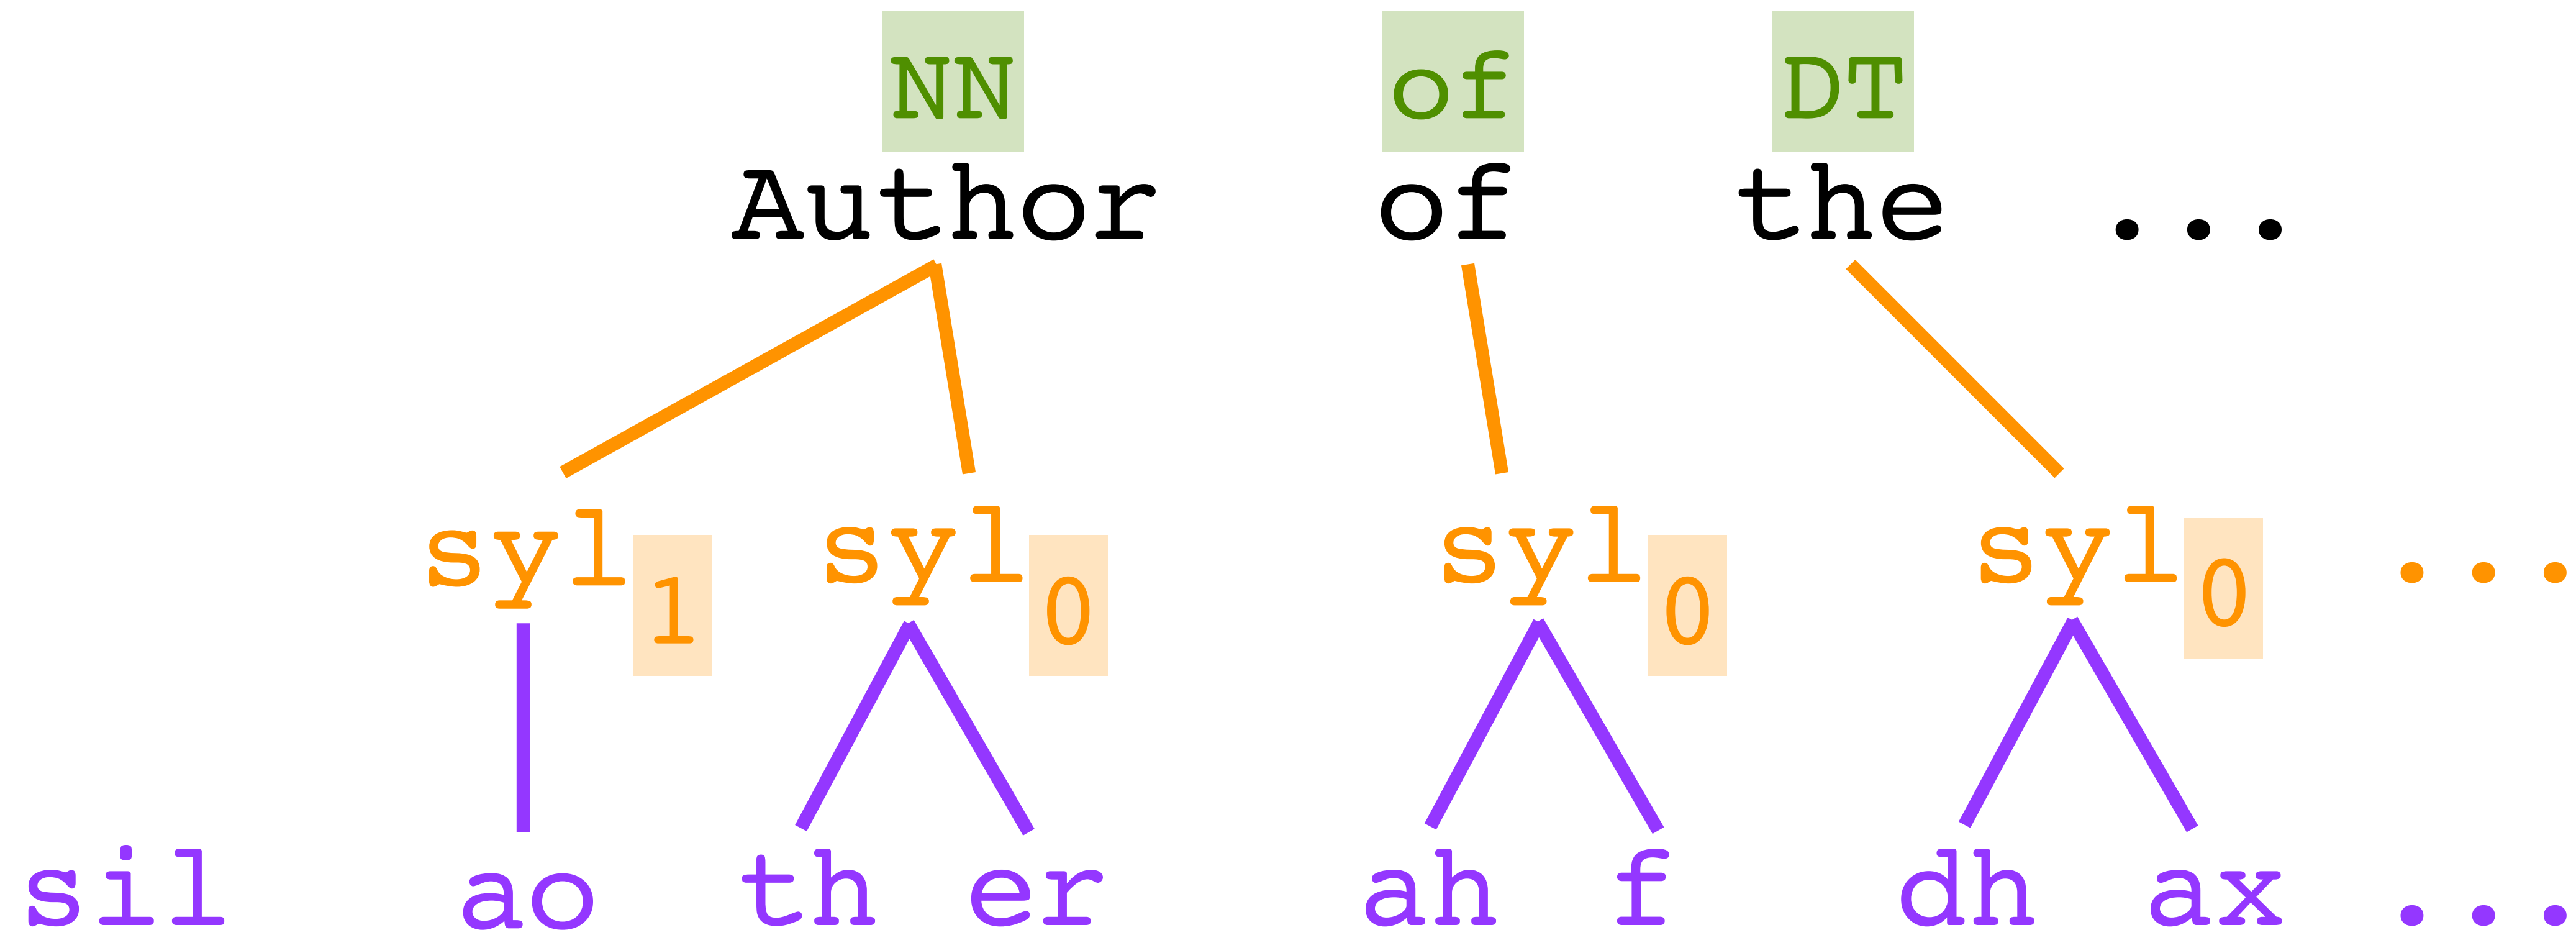 NN of DT
Author of the ...
syl1 syl0 syl0 syl0 ...
sil ao th er ah f dh ax ...